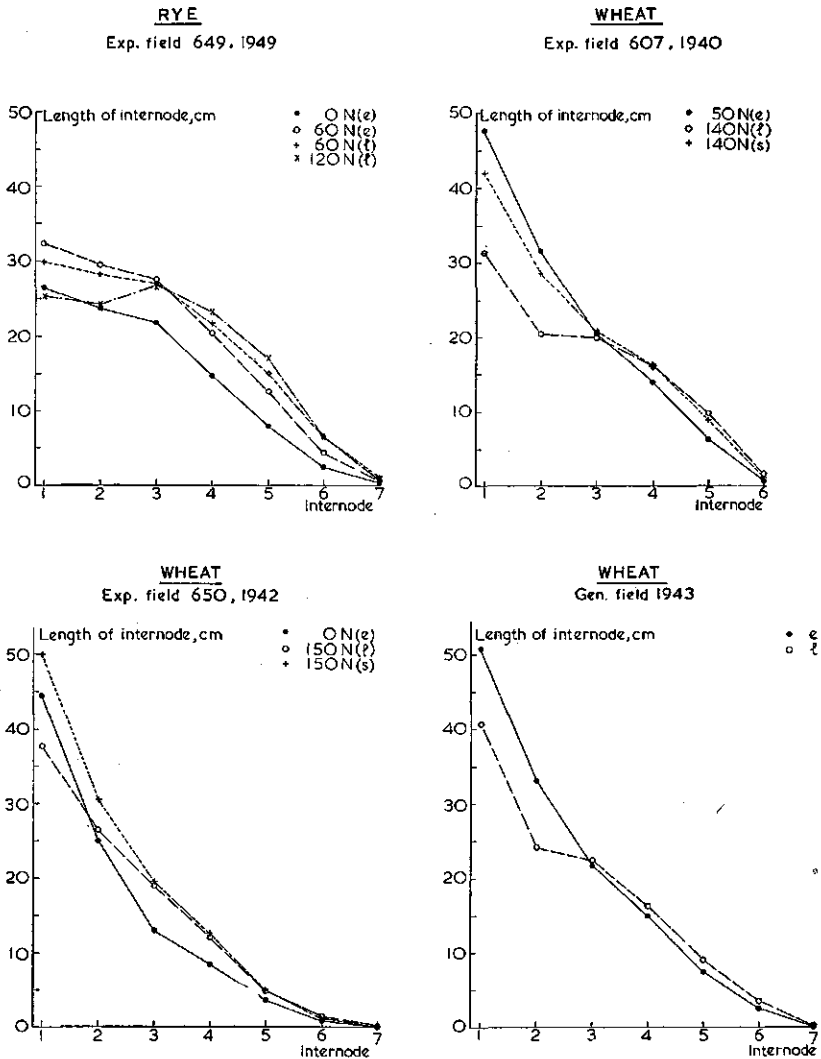 RYE
Exp. field 649, 1949
Length of internode, cm
• 0 N(e)
○ 60 N(e)
+ 60 N(ℓ)
× 120 N(ℓ)
50
40
30
20
10
0
1 2 3 4 5 6 7
Internode
WHEAT
Exp. field 607, 1940
Length of internode, cm
• 50 N(e)
○ 140 N(ℓ)
+ 140 N(s)
50
40
30
20
10
0
1 2 3 4 5 6
Internode
WHEAT
Exp. field 650, 1942
Length of internode, cm
• 0 N(e)
○ 150 N(ℓ)
+ 150 N(s)
50
40
30
20
10
0
1 2 3 4 5 6 7
Internode
WHEAT
Gen. field 1943
Length of internode, cm
• e
○ ℓ
50
40
30
20
10
0
1 2 3 4 5 6 7
Internode